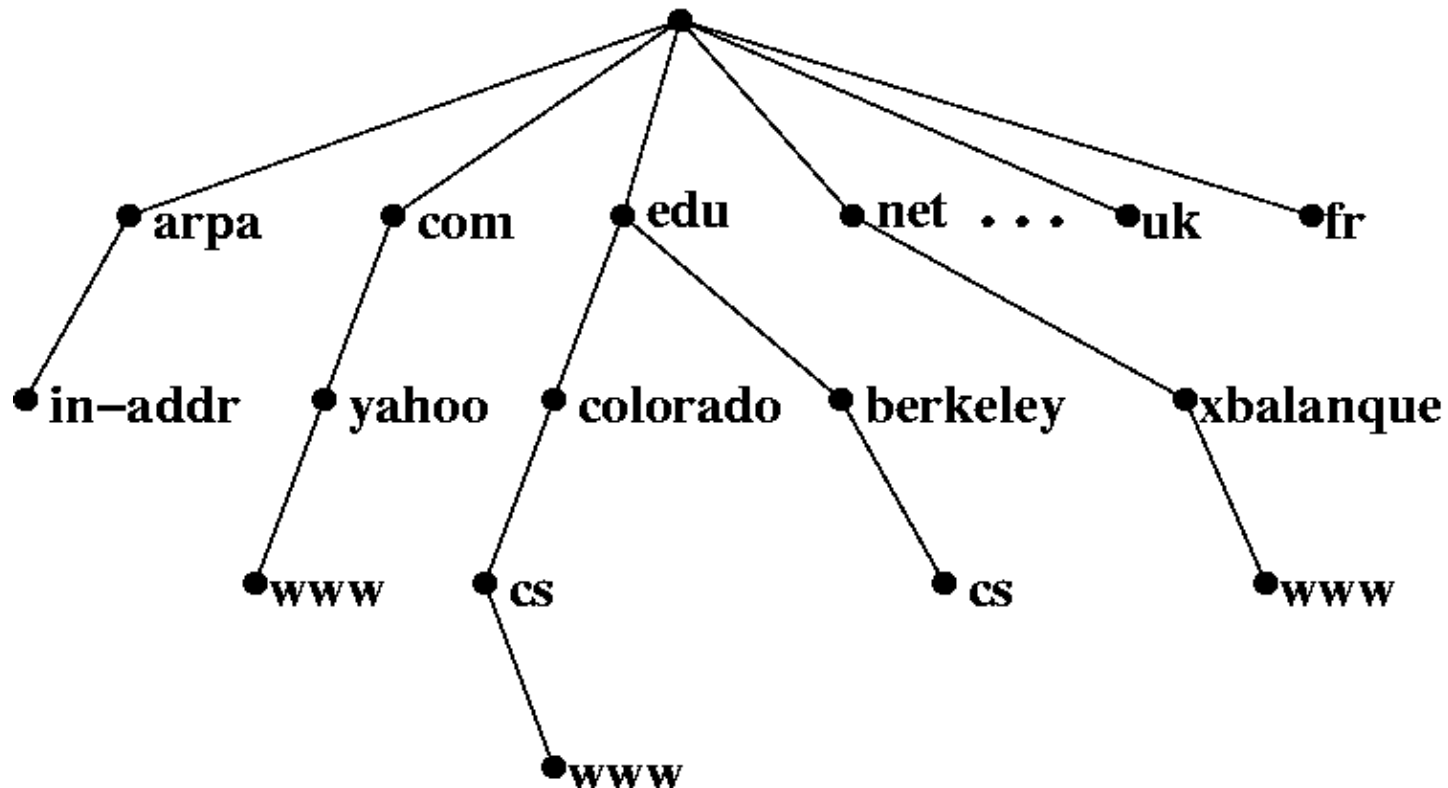 arpa com edu net . . . uk fr
in-addr yahoo colorado berkeley xbalanque
www cs cs www
www